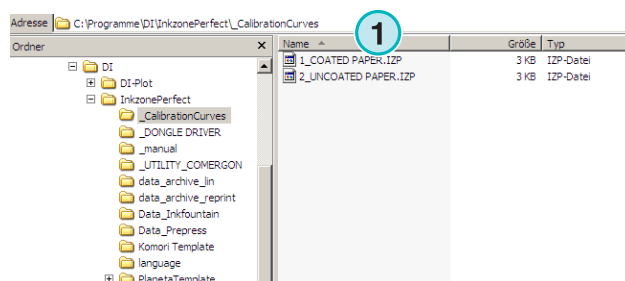 Adresse C:\Programme\DI\InkzonePerfect\_CalibrationCurves
Ordner
Name Größe Typ
1
1_COATED PAPER.IZP 3 KB IZP-Datei
2_UNCOATED PAPER.IZP 3 KB IZP-Datei
DI
DI-Plot
InkzonePerfect
_CalibrationCurves
_DONGLE DRIVER
_manual
_UTILITY_COMERGON
data_archive_lin
data_archive_reprint
Data_Inkfountain
Data_Prepress
Komori Template
language
PlanetaTemplate